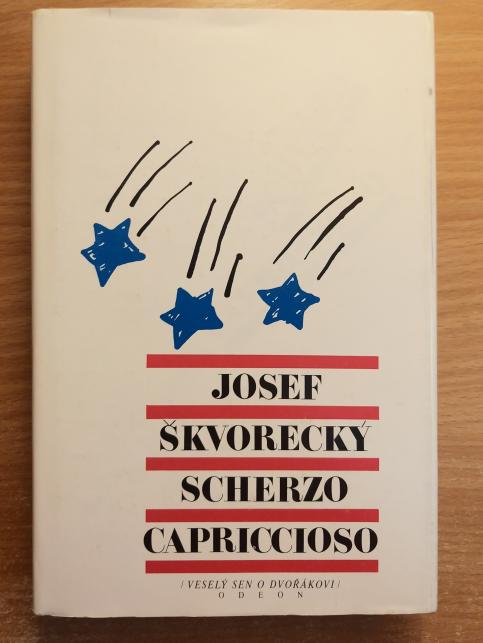 JOSEF
ŠKVORECKÝ
SCHERZO
CAPRICCIOSO
/ VESELÝ SEN O DVOŘÁKOVI /
ODEON